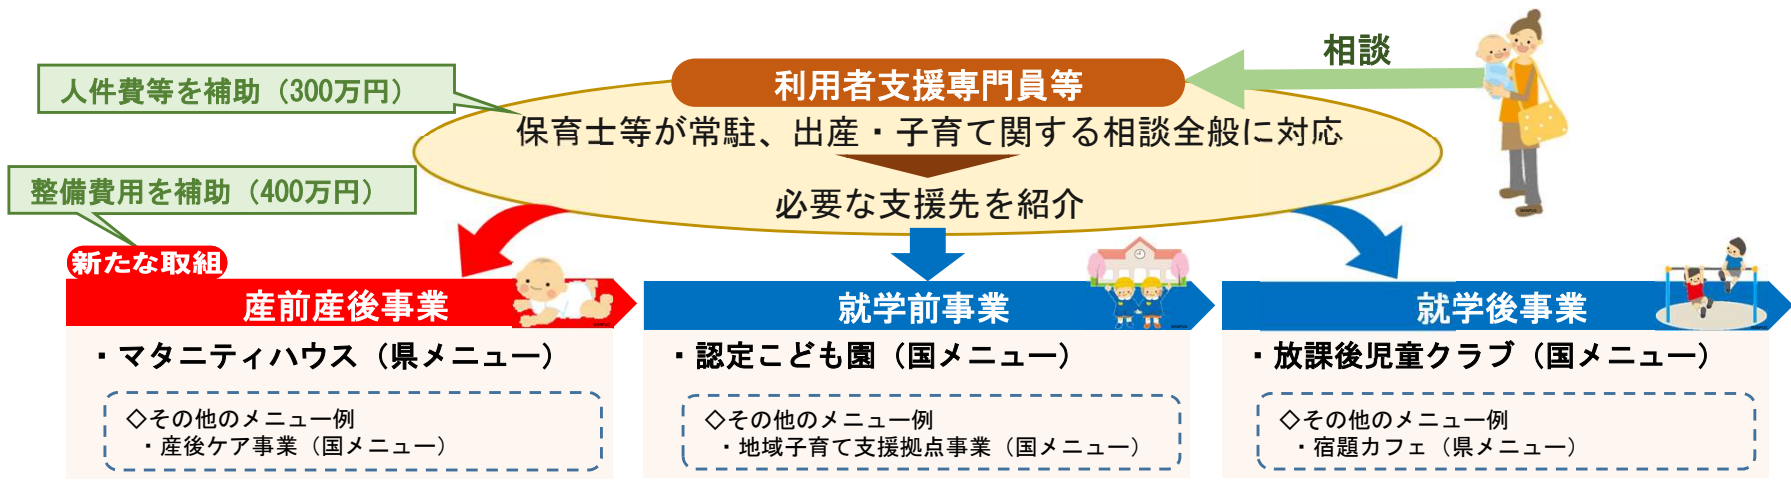 相談
利用者支援専門員等
人件費等を補助（300万円）
保育士等が常駐、出産・子育て関する相談全般に対応
必要な支援先を紹介
整備費用を補助（400万円）
新たな取組
産前産後事業
・マタニティハウス（県メニュー）
◇その他のメニュー例
・産後ケア事業（国メニュー）
就学前事業
・認定こども園（国メニュー）
◇その他のメニュー例
・地域子育て支援拠点事業（国メニュー）
就学後事業
・放課後児童クラブ（国メニュー）
◇その他のメニュー例
・宿題カフェ（県メニュー）